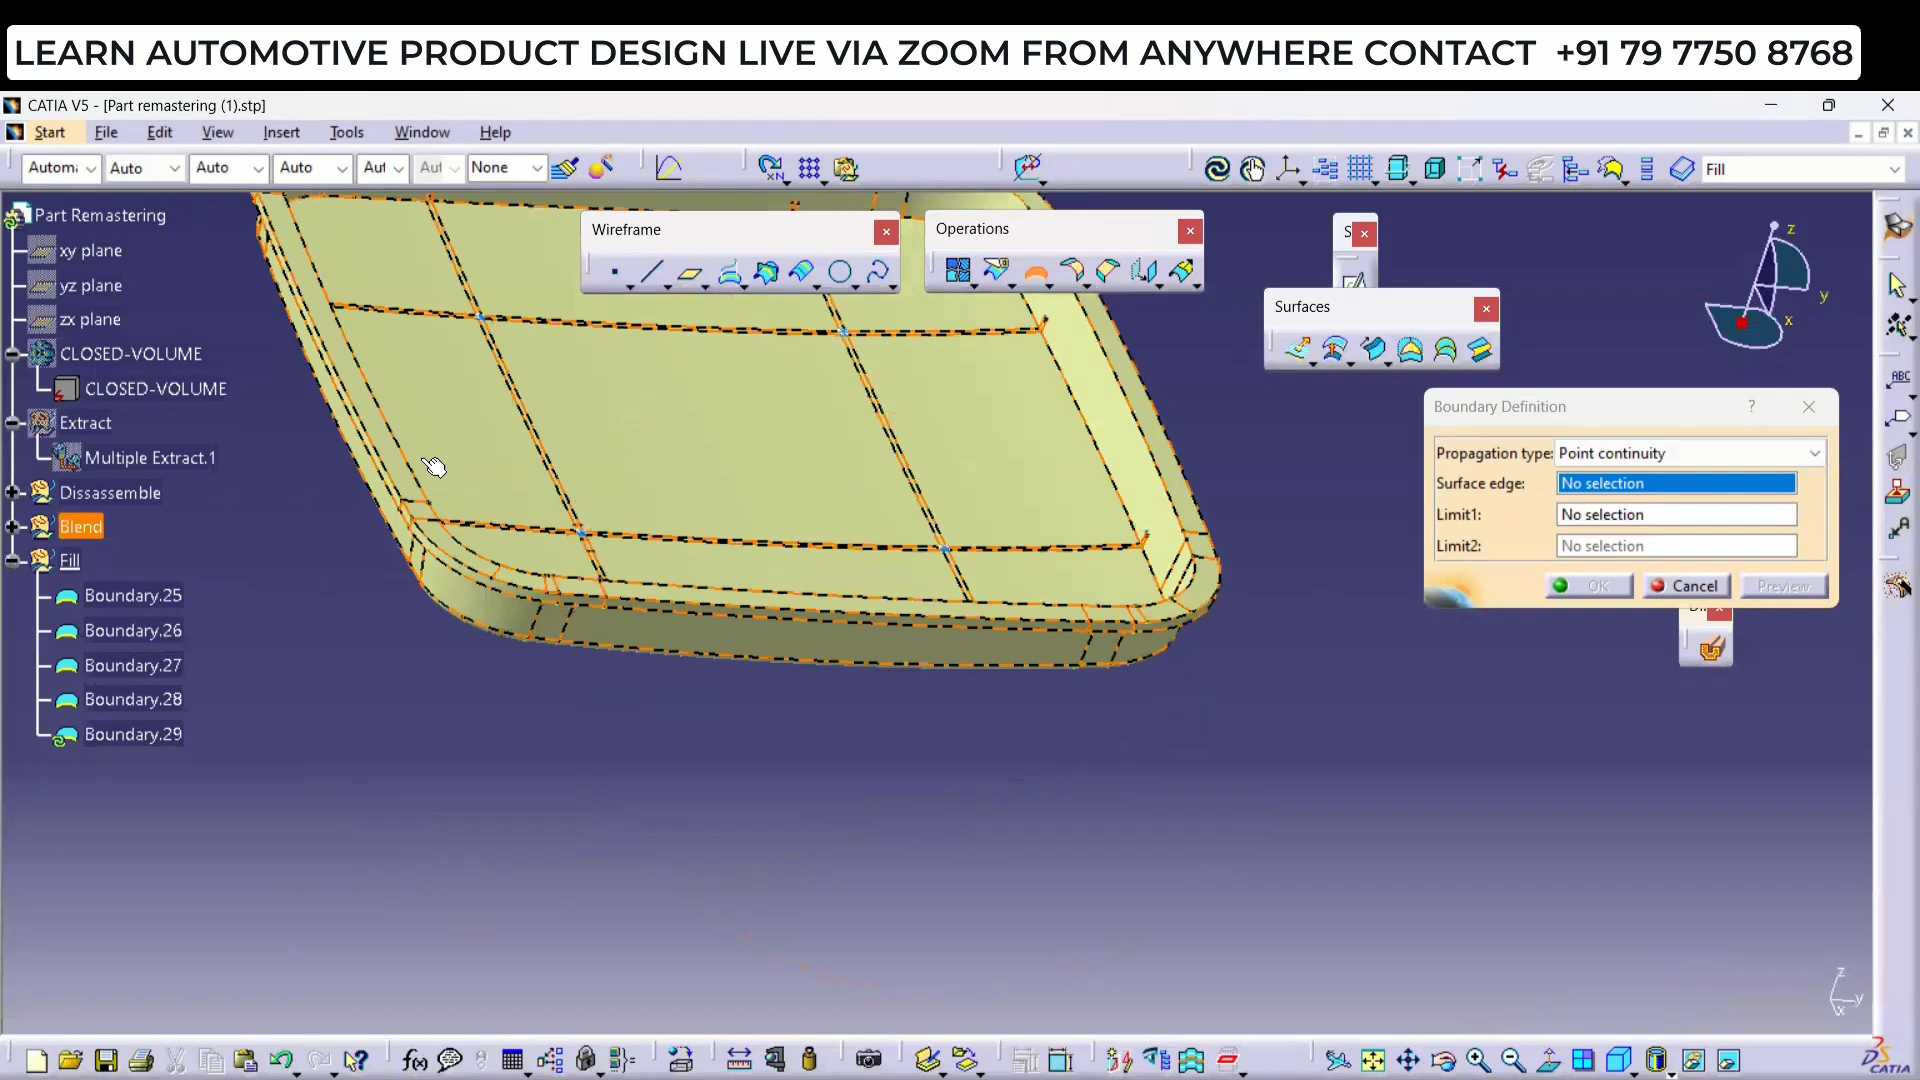 LEARN AUTOMOTIVE PRODUCT DESIGN LIVE VIA ZOOM FROM ANYWHERE CONTACT +91 79 7750 8768
CATIA V5 - [Part remastering (1).stp]
Start File Edit View Insert Tools Window Help
Auto Auto Auto Aut Aut None Fill
Part Remastering
xy plane
yz plane
zx plane
CLOSED-VOLUME
CLOSED-VOLUME
Extract
Multiple Extract.1
Dissassemble
Blend
Fill
Boundary.25
Boundary.26
Boundary.27
Boundary.28
Boundary.29
Wireframe
Operations
S
Surfaces
Boundary Definition ?
Propagation type: Point continuity
Surface edge: No selection
Limit1: No selection
Limit2: No selection
OK Cancel Preview
z
y
x
ABC
z
y
x
f(x)
CATIA